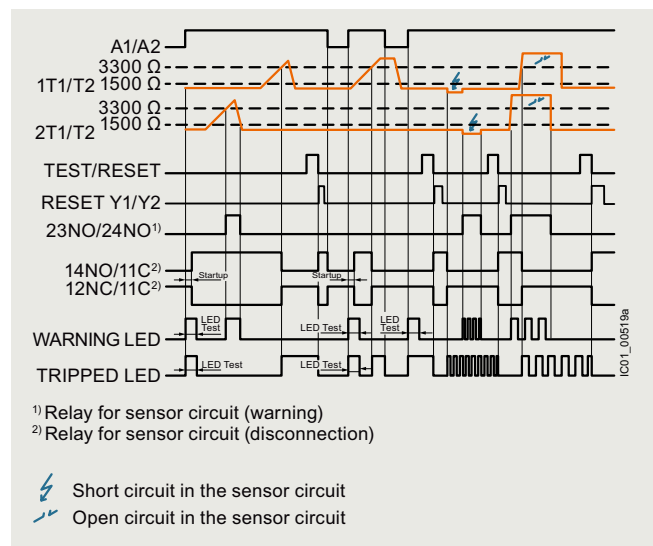 A1/A2
3300 Ω
1T1/T2 1500 Ω
3300 Ω
2T1/T2 1500 Ω
TEST/RESET
RESET Y1/Y2
23NO/24NO1)
14NO/11C2)
Startup
Startup
12NC/11C2)
WARNING LED
LED Test
LED Test
LED Test
TRIPPED LED
LED Test
LED Test
IC01_00519a
1) Relay for sensor circuit (warning)
2) Relay for sensor circuit (disconnection)
Short circuit in the sensor circuit
Open circuit in the sensor circuit